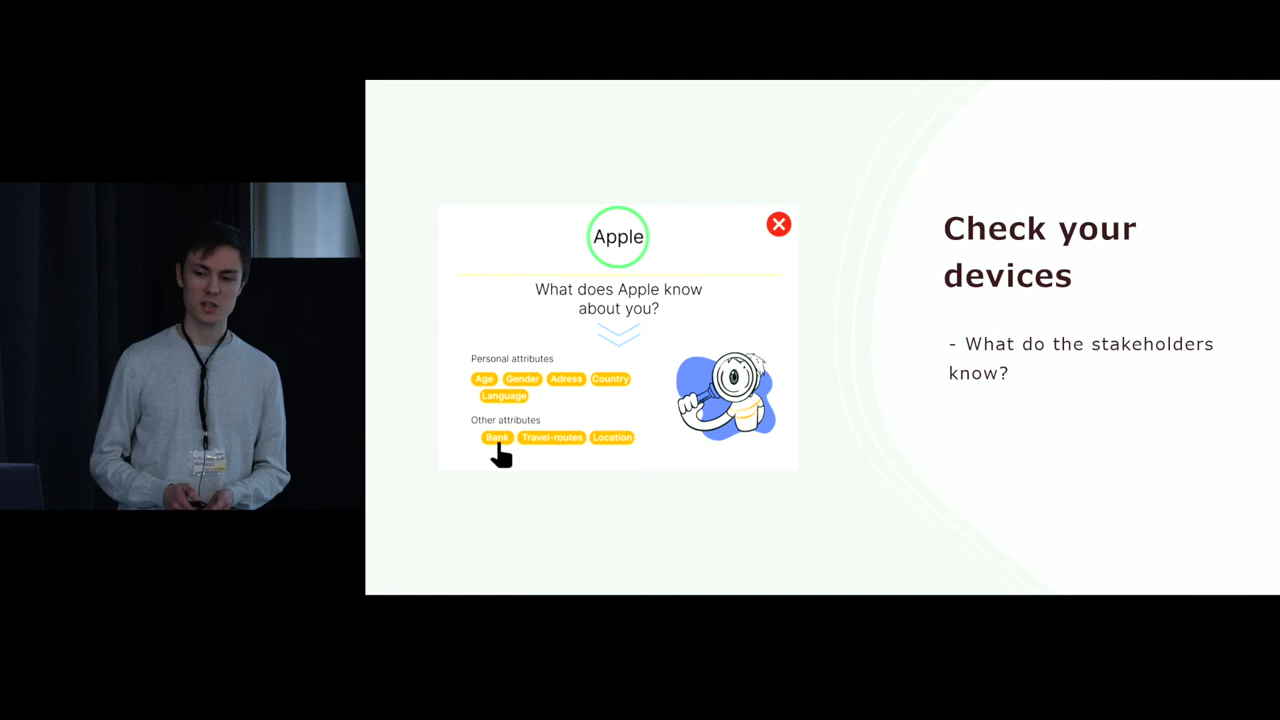 Apple
What does Apple know
about you?
Personal attributes
Age Gender Adress Country
Language
Other attributes
Bank Travel-routes Location
Check your
devices
- What do the stakeholders
know?